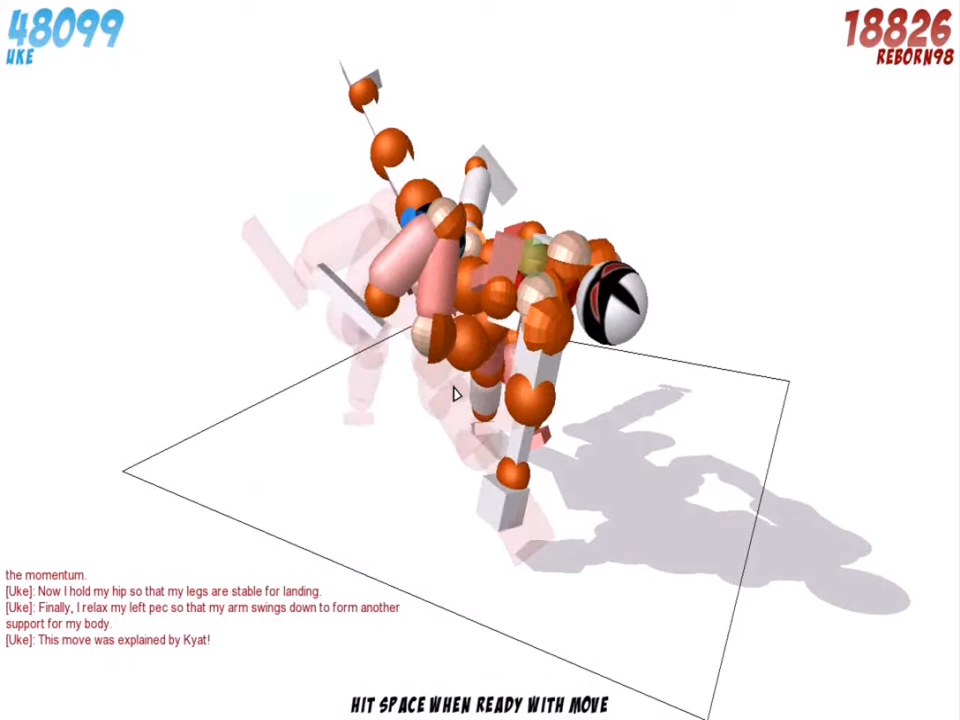 48099
UKE
18826
REBORN98
the momentum.
[Uke]: Now I hold my hip so that my legs are stable for landing.
[Uke]: Finally, I relax my left pec so that my arm swings down to form another
support for my body.
[Uke]: This move was explained by Kyat!
HIT SPACE WHEN READY WITH MOVE